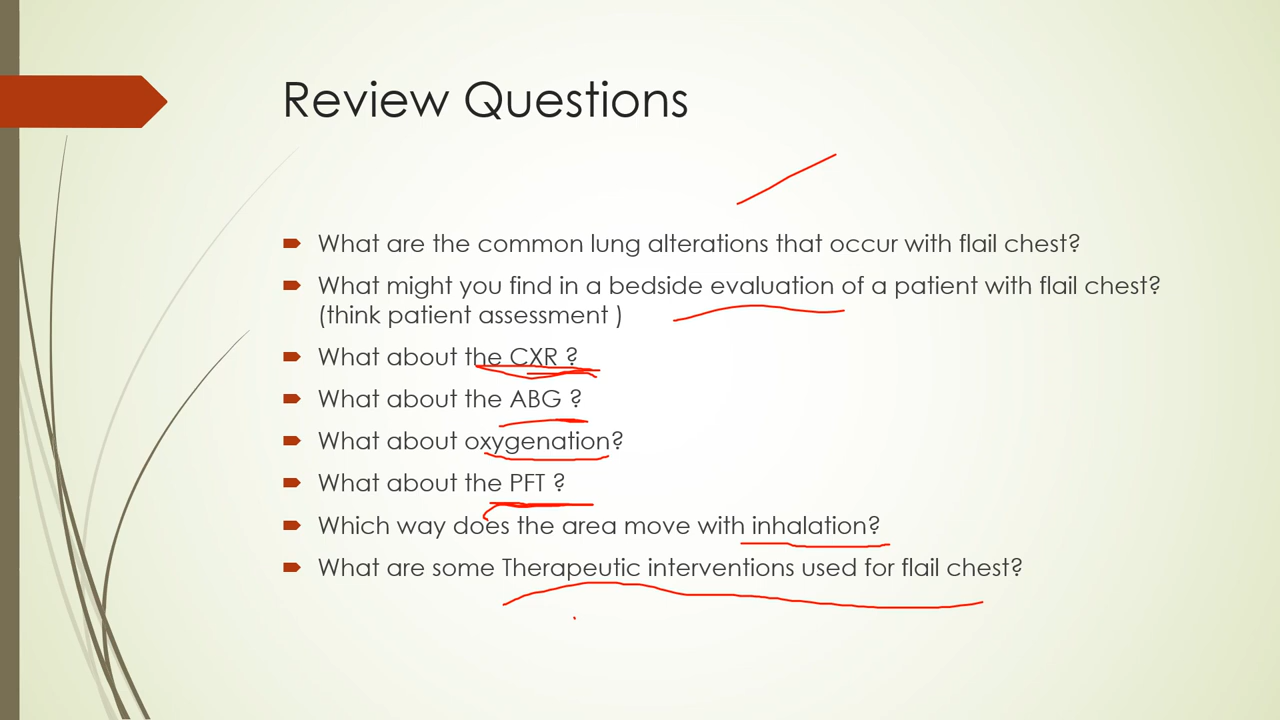 Review Questions
What are the common lung alterations that occur with flail chest?
What might you find in a bedside evaluation of a patient with flail chest?
(think patient assessment )
What about the CXR ?
What about the ABG ?
What about oxygenation?
What about the PFT ?
Which way does the area move with inhalation?
What are some Therapeutic interventions used for flail chest?